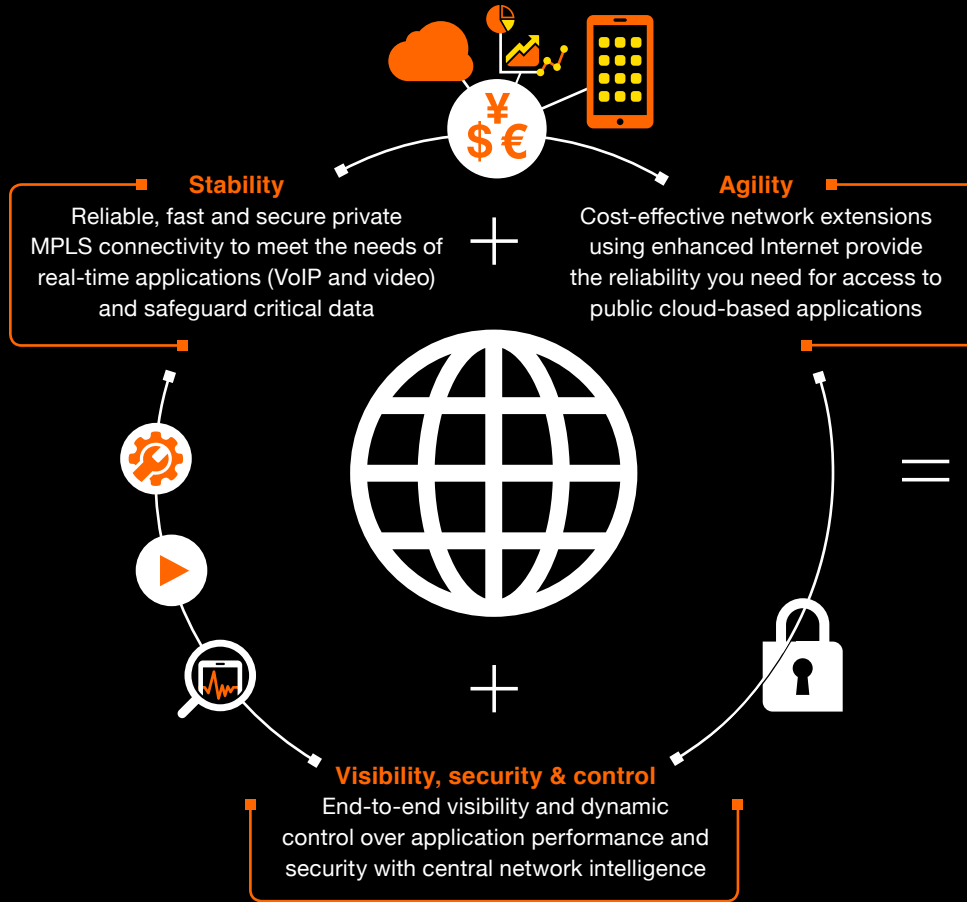 ¥
$ €
Stability
Reliable, fast and secure private
MPLS connectivity to meet the needs of
real-time applications (VoIP and video)
and safeguard critical data
+
Agility
Cost-effective network extensions
using enhanced Internet provide
the reliability you need for access to
public cloud-based applications
=
+
Visibility, security & control
End-to-end visibility and dynamic
control over application performance and
security with central network intelligence